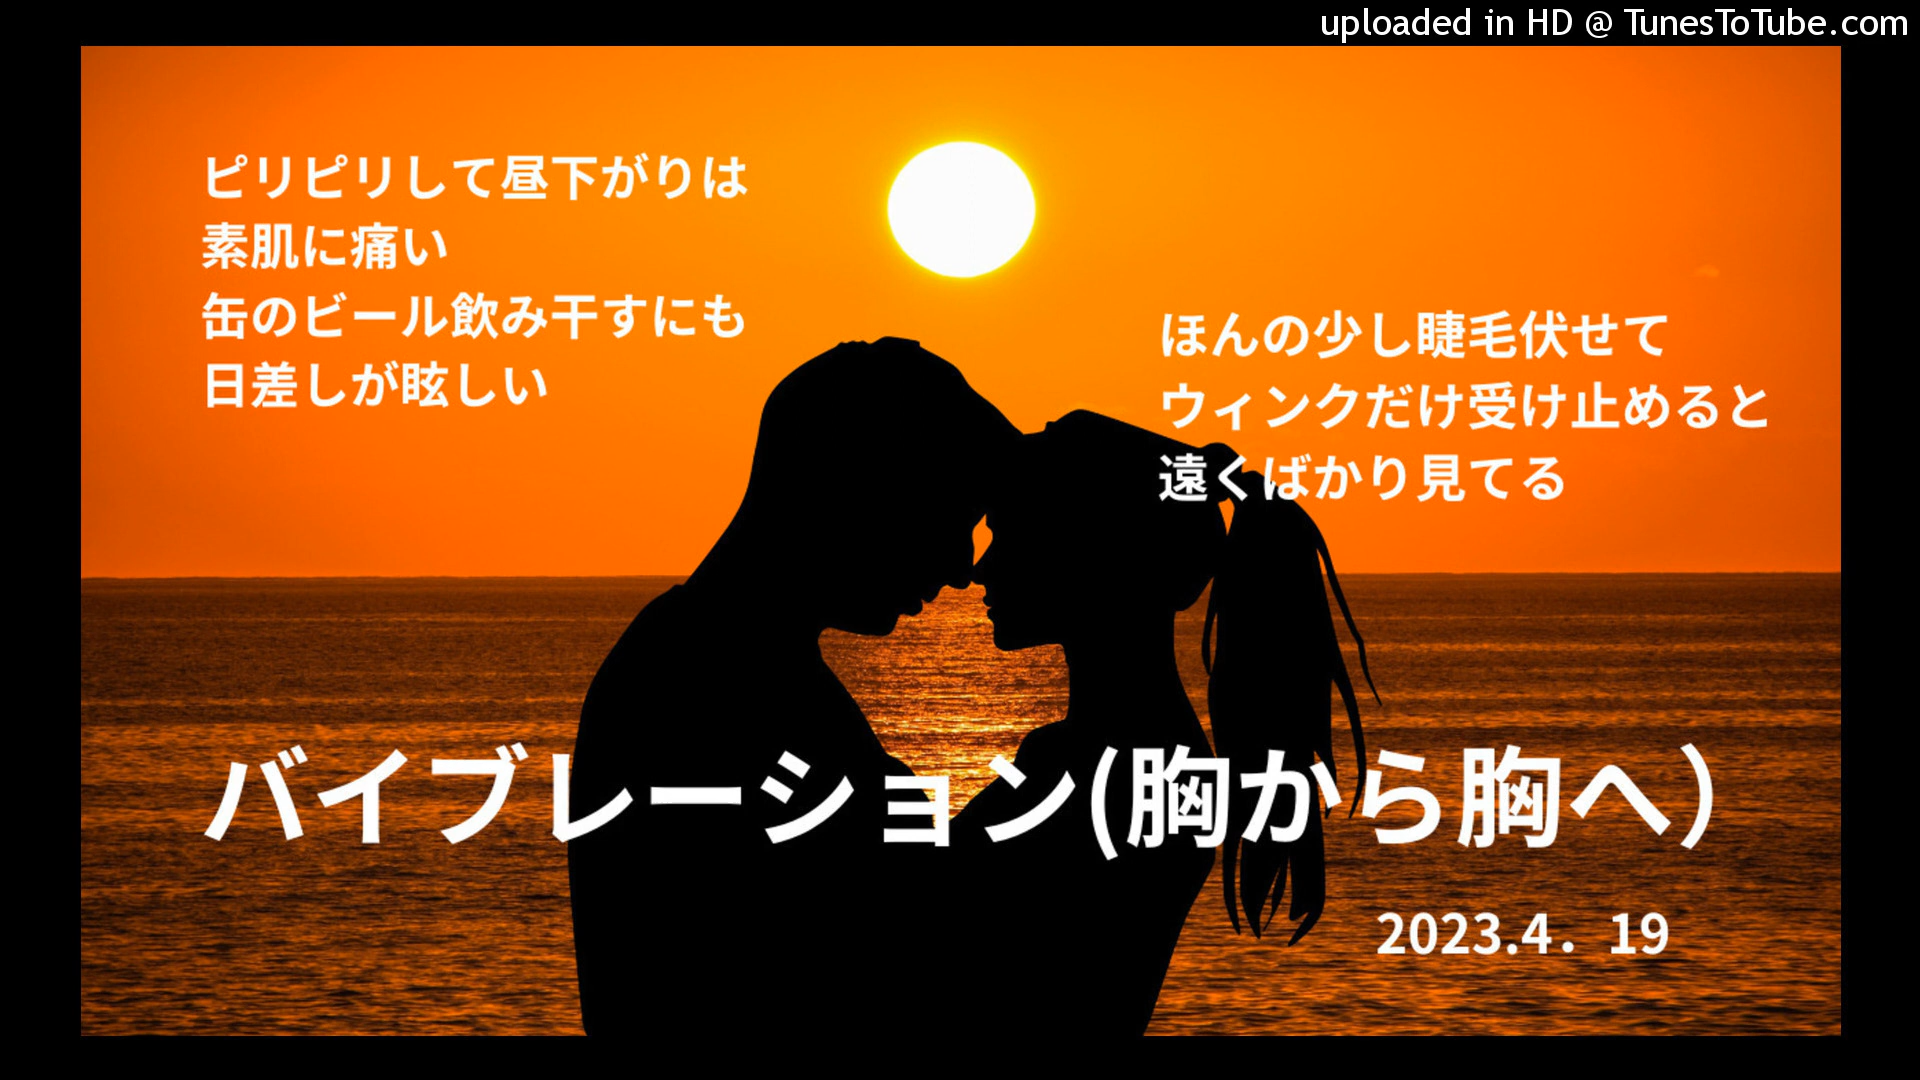 uploaded in HD @ TunesToTube.com
ピリピリして昼下がりは
素肌に痛い
缶のビール飲み干すにも
日差しが眩しい
ほんの少し睫毛伏せて
ウィンクだけ受け止めると
遠くばかり見てる
バイブレーション(胸から胸へ）
2023.4．19